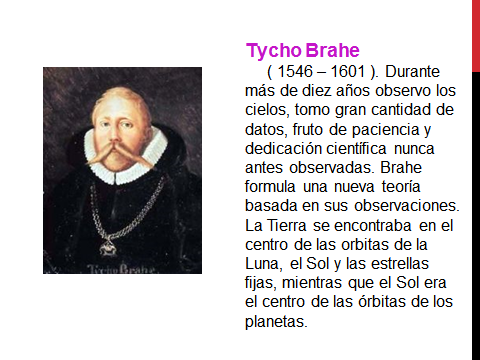 Tycho Brahe
( 1546 – 1601 ). Durante
más de diez años observo los
cielos, tomo gran cantidad de
datos, fruto de paciencia y
dedicación científica nunca
antes observadas. Brahe
formula una nueva teoría
basada en sus observaciones.
La Tierra se encontraba en el
centro de las orbitas de la
Luna, el Sol y las estrellas
fijas, mientras que el Sol era
el centro de las órbitas de los
planetas.
Tycho Brahe